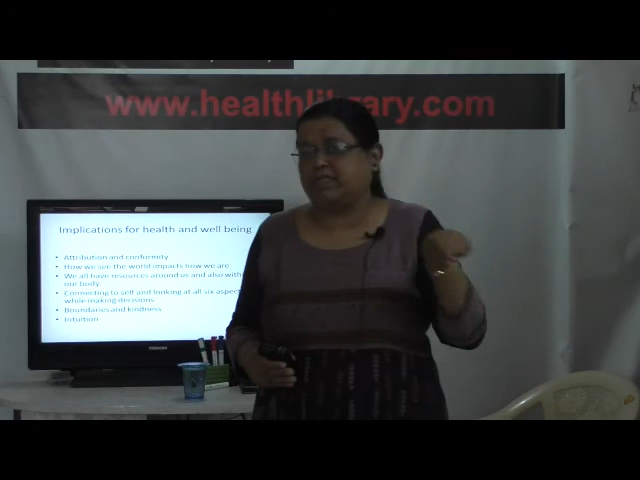 www.healthlibrary.com
Implications for health and well being
• Attribution and conformity
• How we see the world impacts how we are
• We all have resources around us and also with
our body
• Connecting to self and looking at all six aspect
while making decisions
• Boundaries and kindness
• Intuition
TOSHIBA